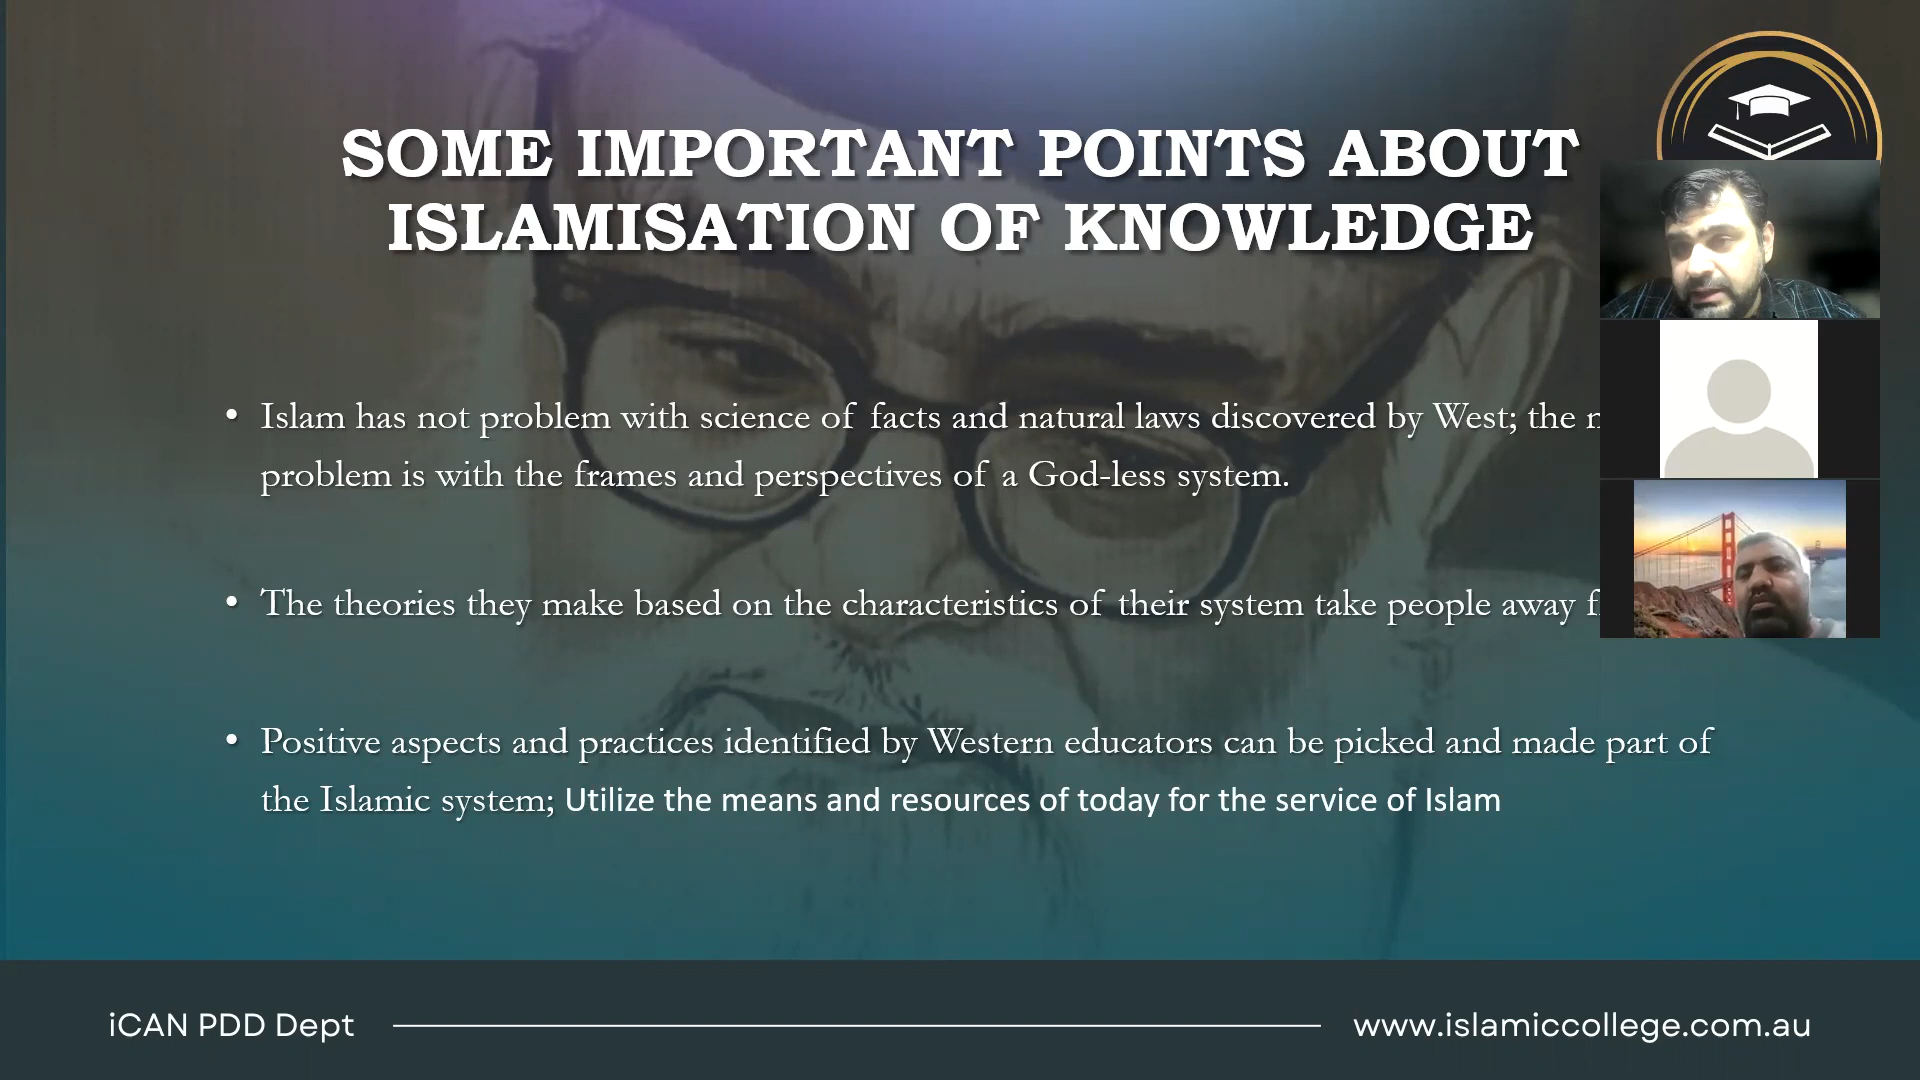 SOME IMPORTANT POINTS ABOUT
ISLAMISATION OF KNOWLEDGE
• Islam has not problem with science of facts and natural laws discovered by West; the
problem is with the frames and perspectives of a God-less system.
• The theories they make based on the characteristics of their system take people away
• Positive aspects and practices identified by Western educators can be picked and made part of
the Islamic system; Utilize the means and resources of today for the service of Islam
iCAN PDD Dept
www.islamiccollege.com.au